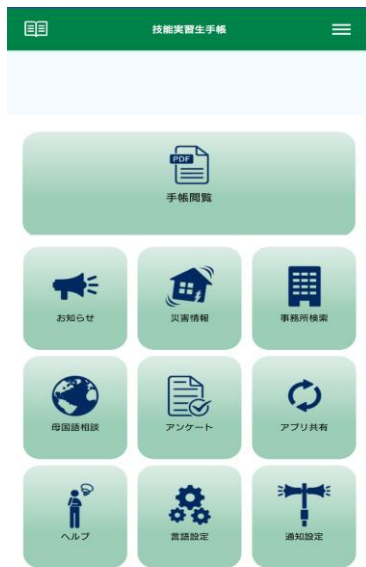 技能実習生手帳
PDF
手帳閲覧
お知らせ
災害情報
事務所検索
母国語相談
アンケート
アプリ共有
ヘルプ
言語設定
通知設定